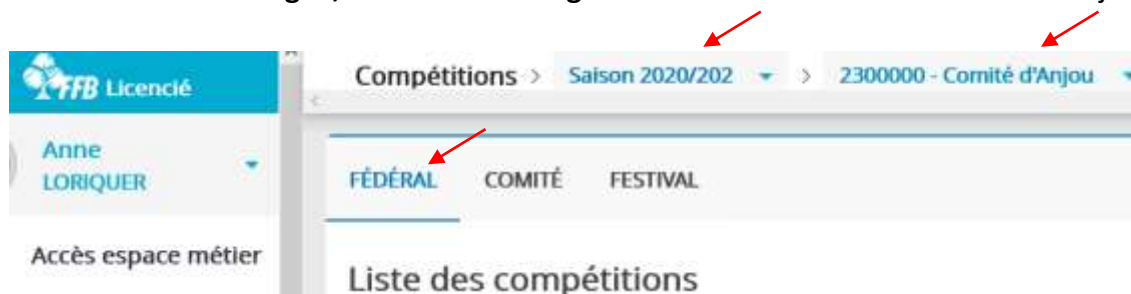 FFB Licencié
Compétitions > Saison 2020/202 > 2300000 - Comité d'Anjou
Anne
LORIQUER
FÉDÉRAL COMITÉ FESTIVAL
Accès espace métier
Liste des compétitions